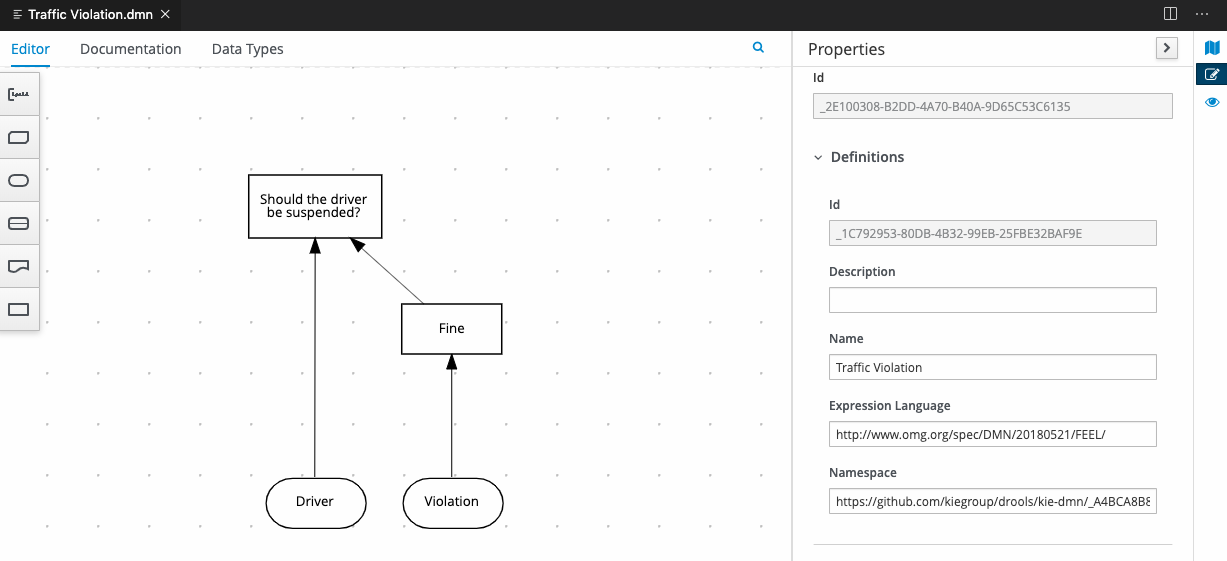 Traffic Violation.dmn
Editor
Documentation
Data Types
Should the driver
be suspended?
Fine
Driver
Violation
Properties
Id
_2E100308-B2DD-4A70-B40A-9D65C53C6135
Definitions
Id
_1C792953-80DB-4B32-99EB-25FBE32BAF9E
Description
Name
Traffic Violation
Expression Language
http://www.omg.org/spec/DMN/20180521/FEEL/
Namespace
https://github.com/kiegroup/drools/kie-dmn/_A4BCA8B8